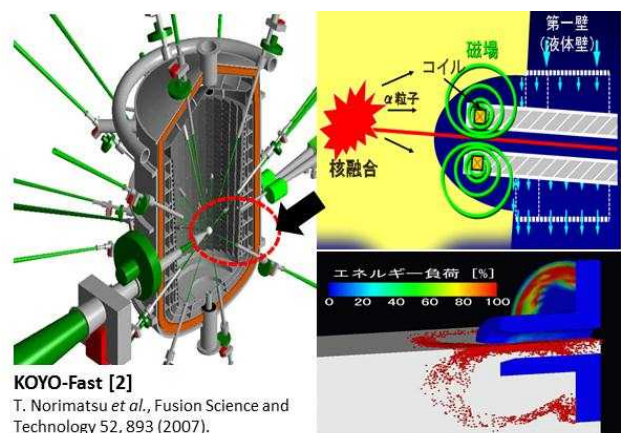 KOYO-Fast [2]
T. Norimatsu et al., Fusion Science and
Technology 52, 893 (2007).
第一壁
(液体壁)
磁場
コイル
α粒子
核融合
エネルギー負荷 [%]
0 20 40 60 80 100